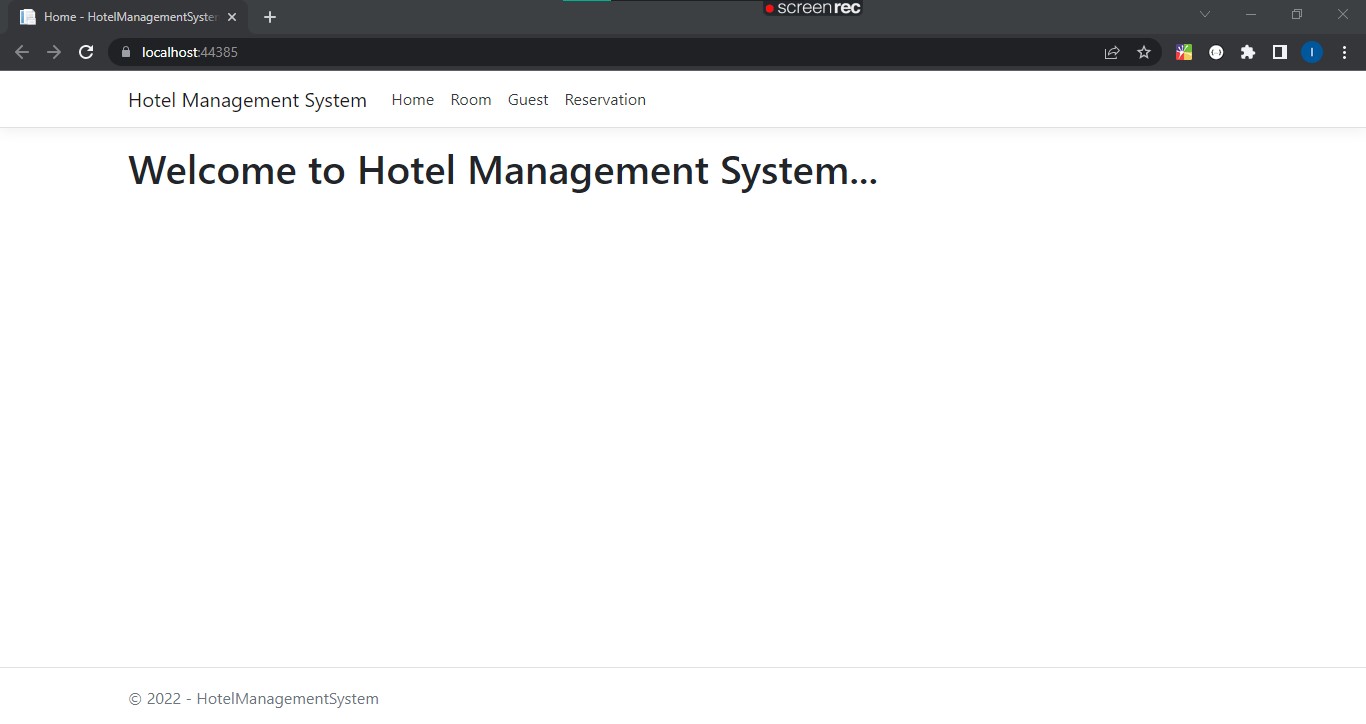 Home - HotelManagementSyster
screenrec
localhost:44385
I
Hotel Management System Home Room Guest Reservation
Welcome to Hotel Management System...
© 2022 - HotelManagementSystem